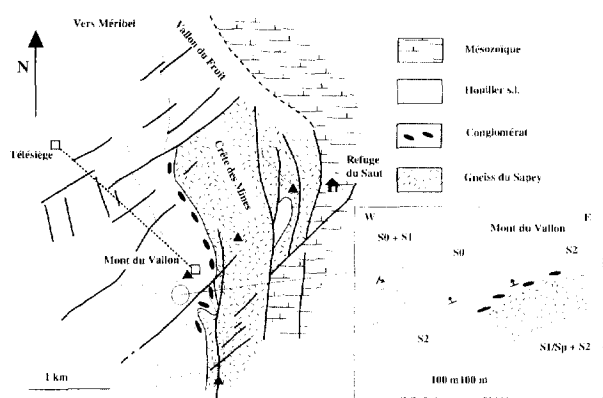 Vers Méribel
Vallon du Fruit
N
Télésiège
Crête des Mines
Refuge
du Saut
Mont du Vallon
1 km
Mésozoïque
Houiller s.l.
Conglomérat
Gneiss du Sapey
W
E
Mont du Vallon
S0 + S1
S0
S2
S2
S1/Sp + S2
100 m100 m